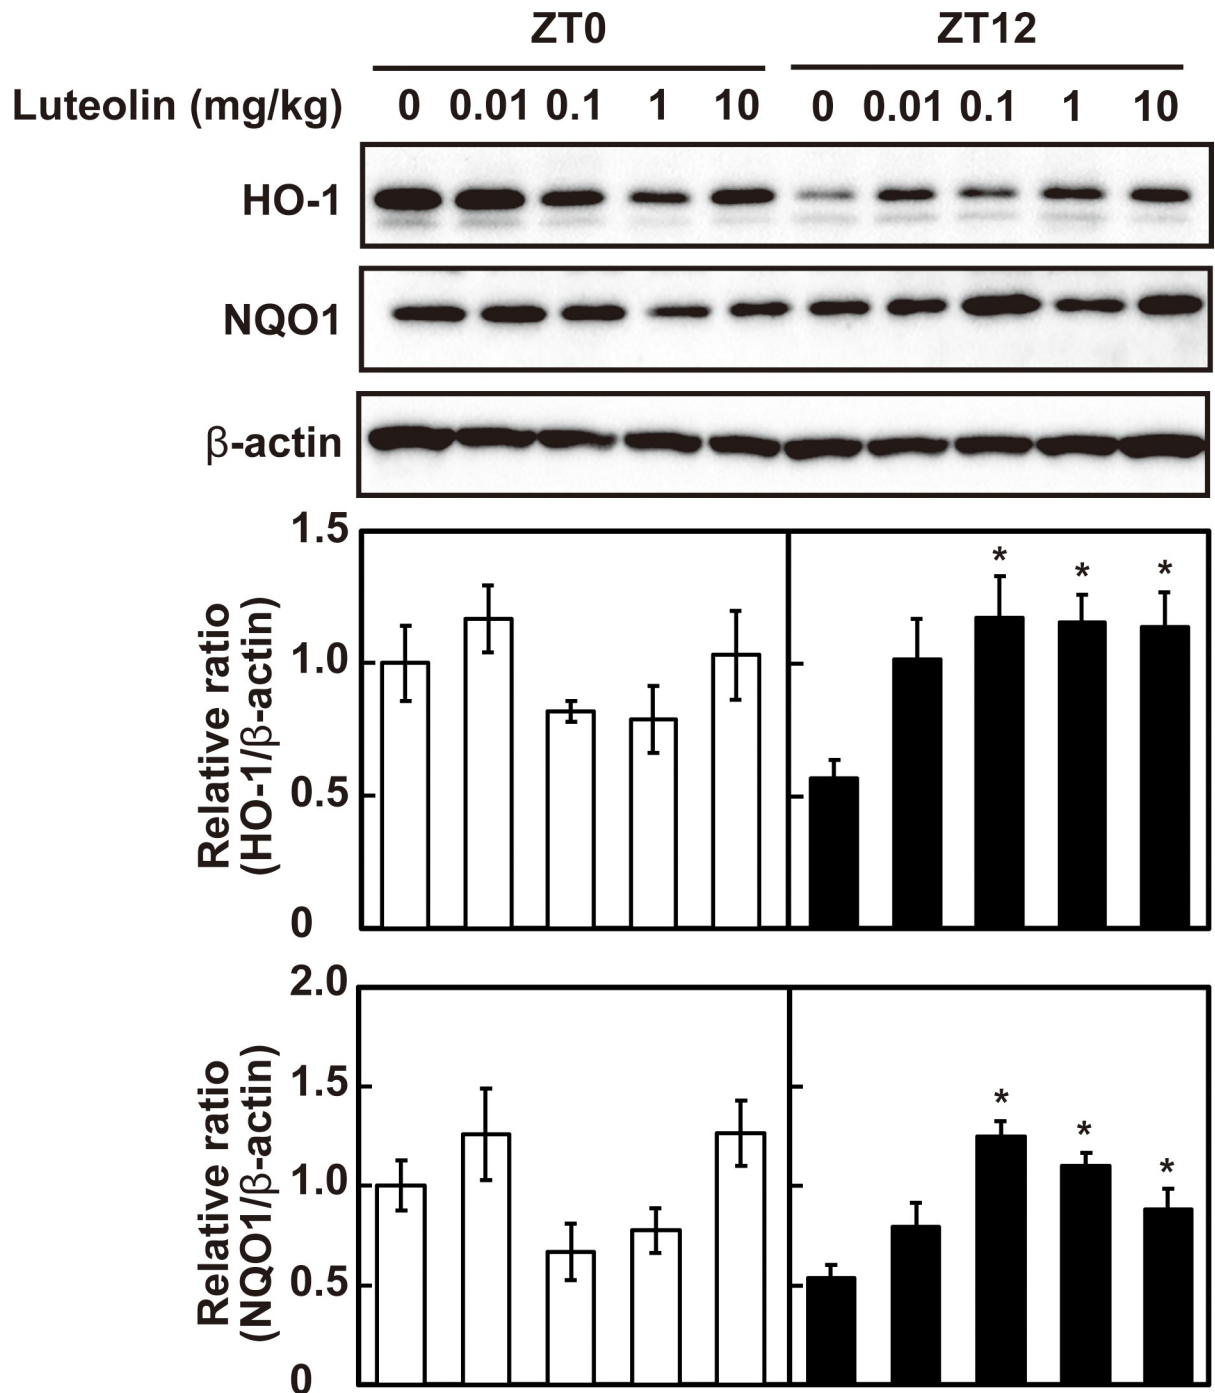 ZT0 ZT12
Luteolin (mg/kg) 0 0.01 0.1 1 10 0 0.01 0.1 1 10
HO-1
NQO1
β-actin
Relative ratio
(HO-1/β-actin)
1.5
1.0
0.5
0
* * *
Relative ratio
(NQO1/β-actin)
2.0
1.5
1.0
0.5
0
* * *